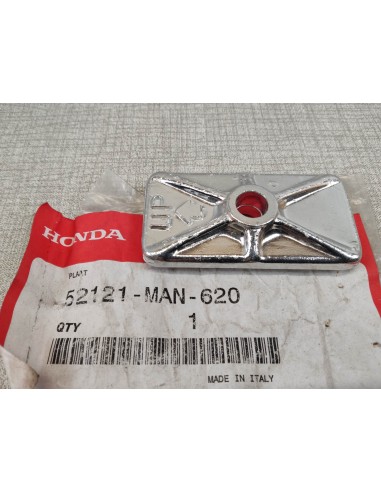 UP
HONDA
PART
52121-MAN-620
QTY
1
MADE IN ITALY